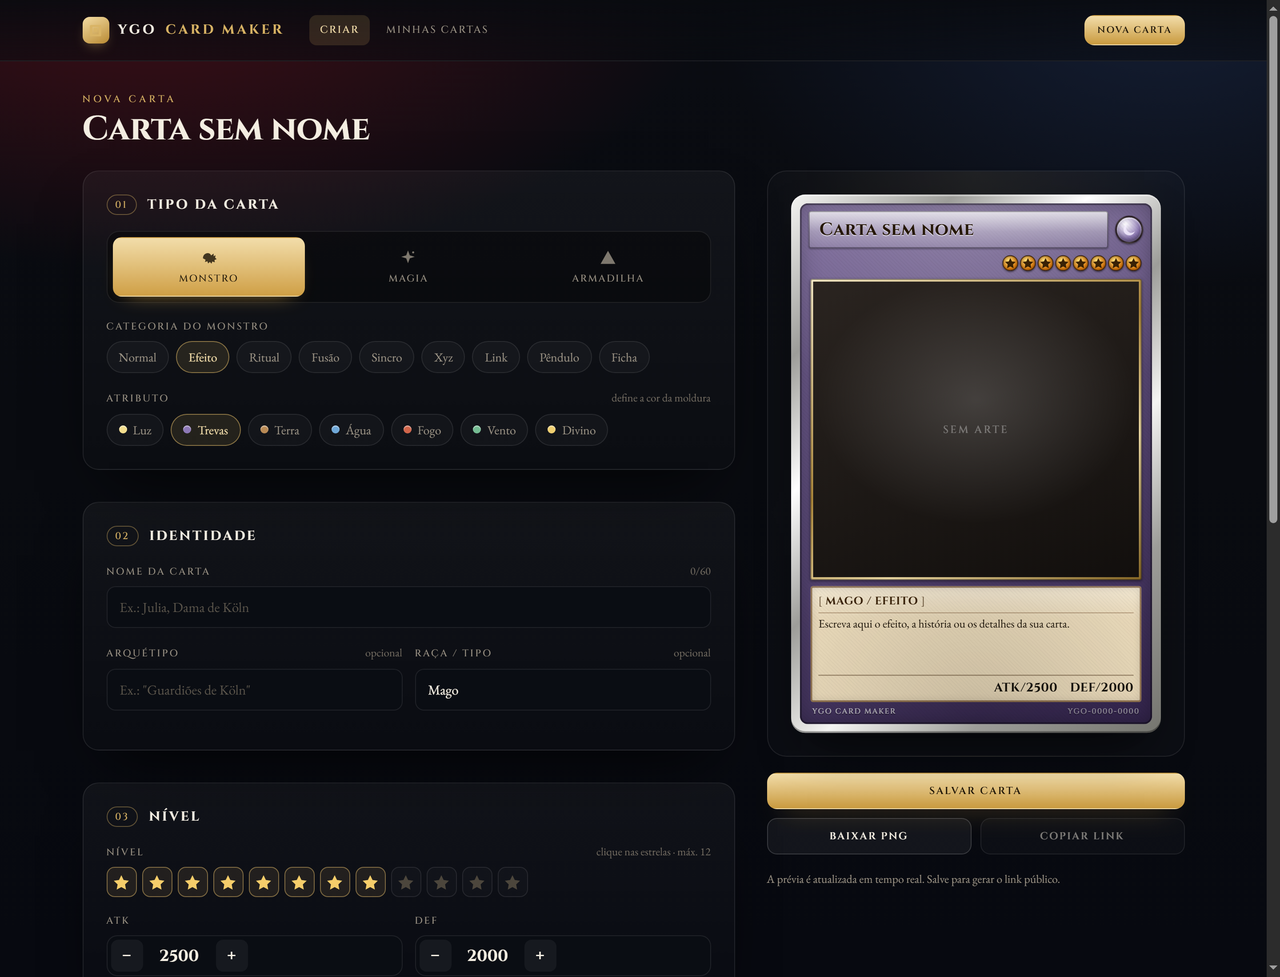 YGO CARD MAKER
CRIAR
MINHAS CARTAS
NOVA CARTA
NOVA CARTA
CARTA SEM NOME
01 TIPO DA CARTA
MONSTRO
MAGIA
ARMADILHA
CATEGORIA DO MONSTRO
Normal Efeito Ritual Fusão Sincro Xyz Link Pêndulo Ficha
ATRIBUTO define a cor da moldura
Luz Trevas Terra Água Fogo Vento Divino
02 IDENTIDADE
NOME DA CARTA 0/60
Ex.: Julia, Dama de Köln
ARQUÉTIPO opcional
Ex.: "Guardiões de Köln"
RAÇA / TIPO opcional
Mago
03 NÍVEL
NÍVEL clique nas estrelas · máx. 12
ATK
− 2500 +
DEF
− 2000 +
CARTA SEM NOME
SEM ARTE
[ MAGO / EFEITO ]
Escreva aqui o efeito, a história ou os detalhes da sua carta.
ATK/2500 DEF/2000
YGO CARD MAKER YGO-0000-0000
SALVAR CARTA
BAIXAR PNG
COPIAR LINK
A prévia é atualizada em tempo real. Salve para gerar o link público.